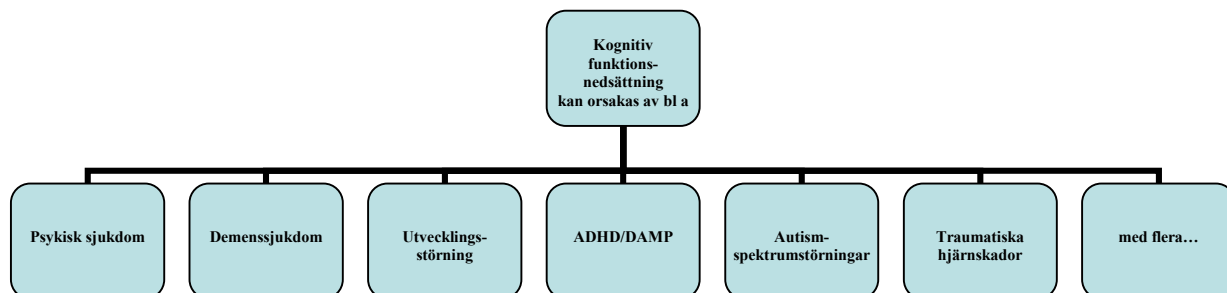 Kognitiv
funktions-
nedsättning
kan orsakas av bl a
Psykisk sjukdom
Demenssjukdom
Utvecklings-
störning
ADHD/DAMP
Autism-
spektrumstörningar
Traumatiska
hjärnskador
med flera…